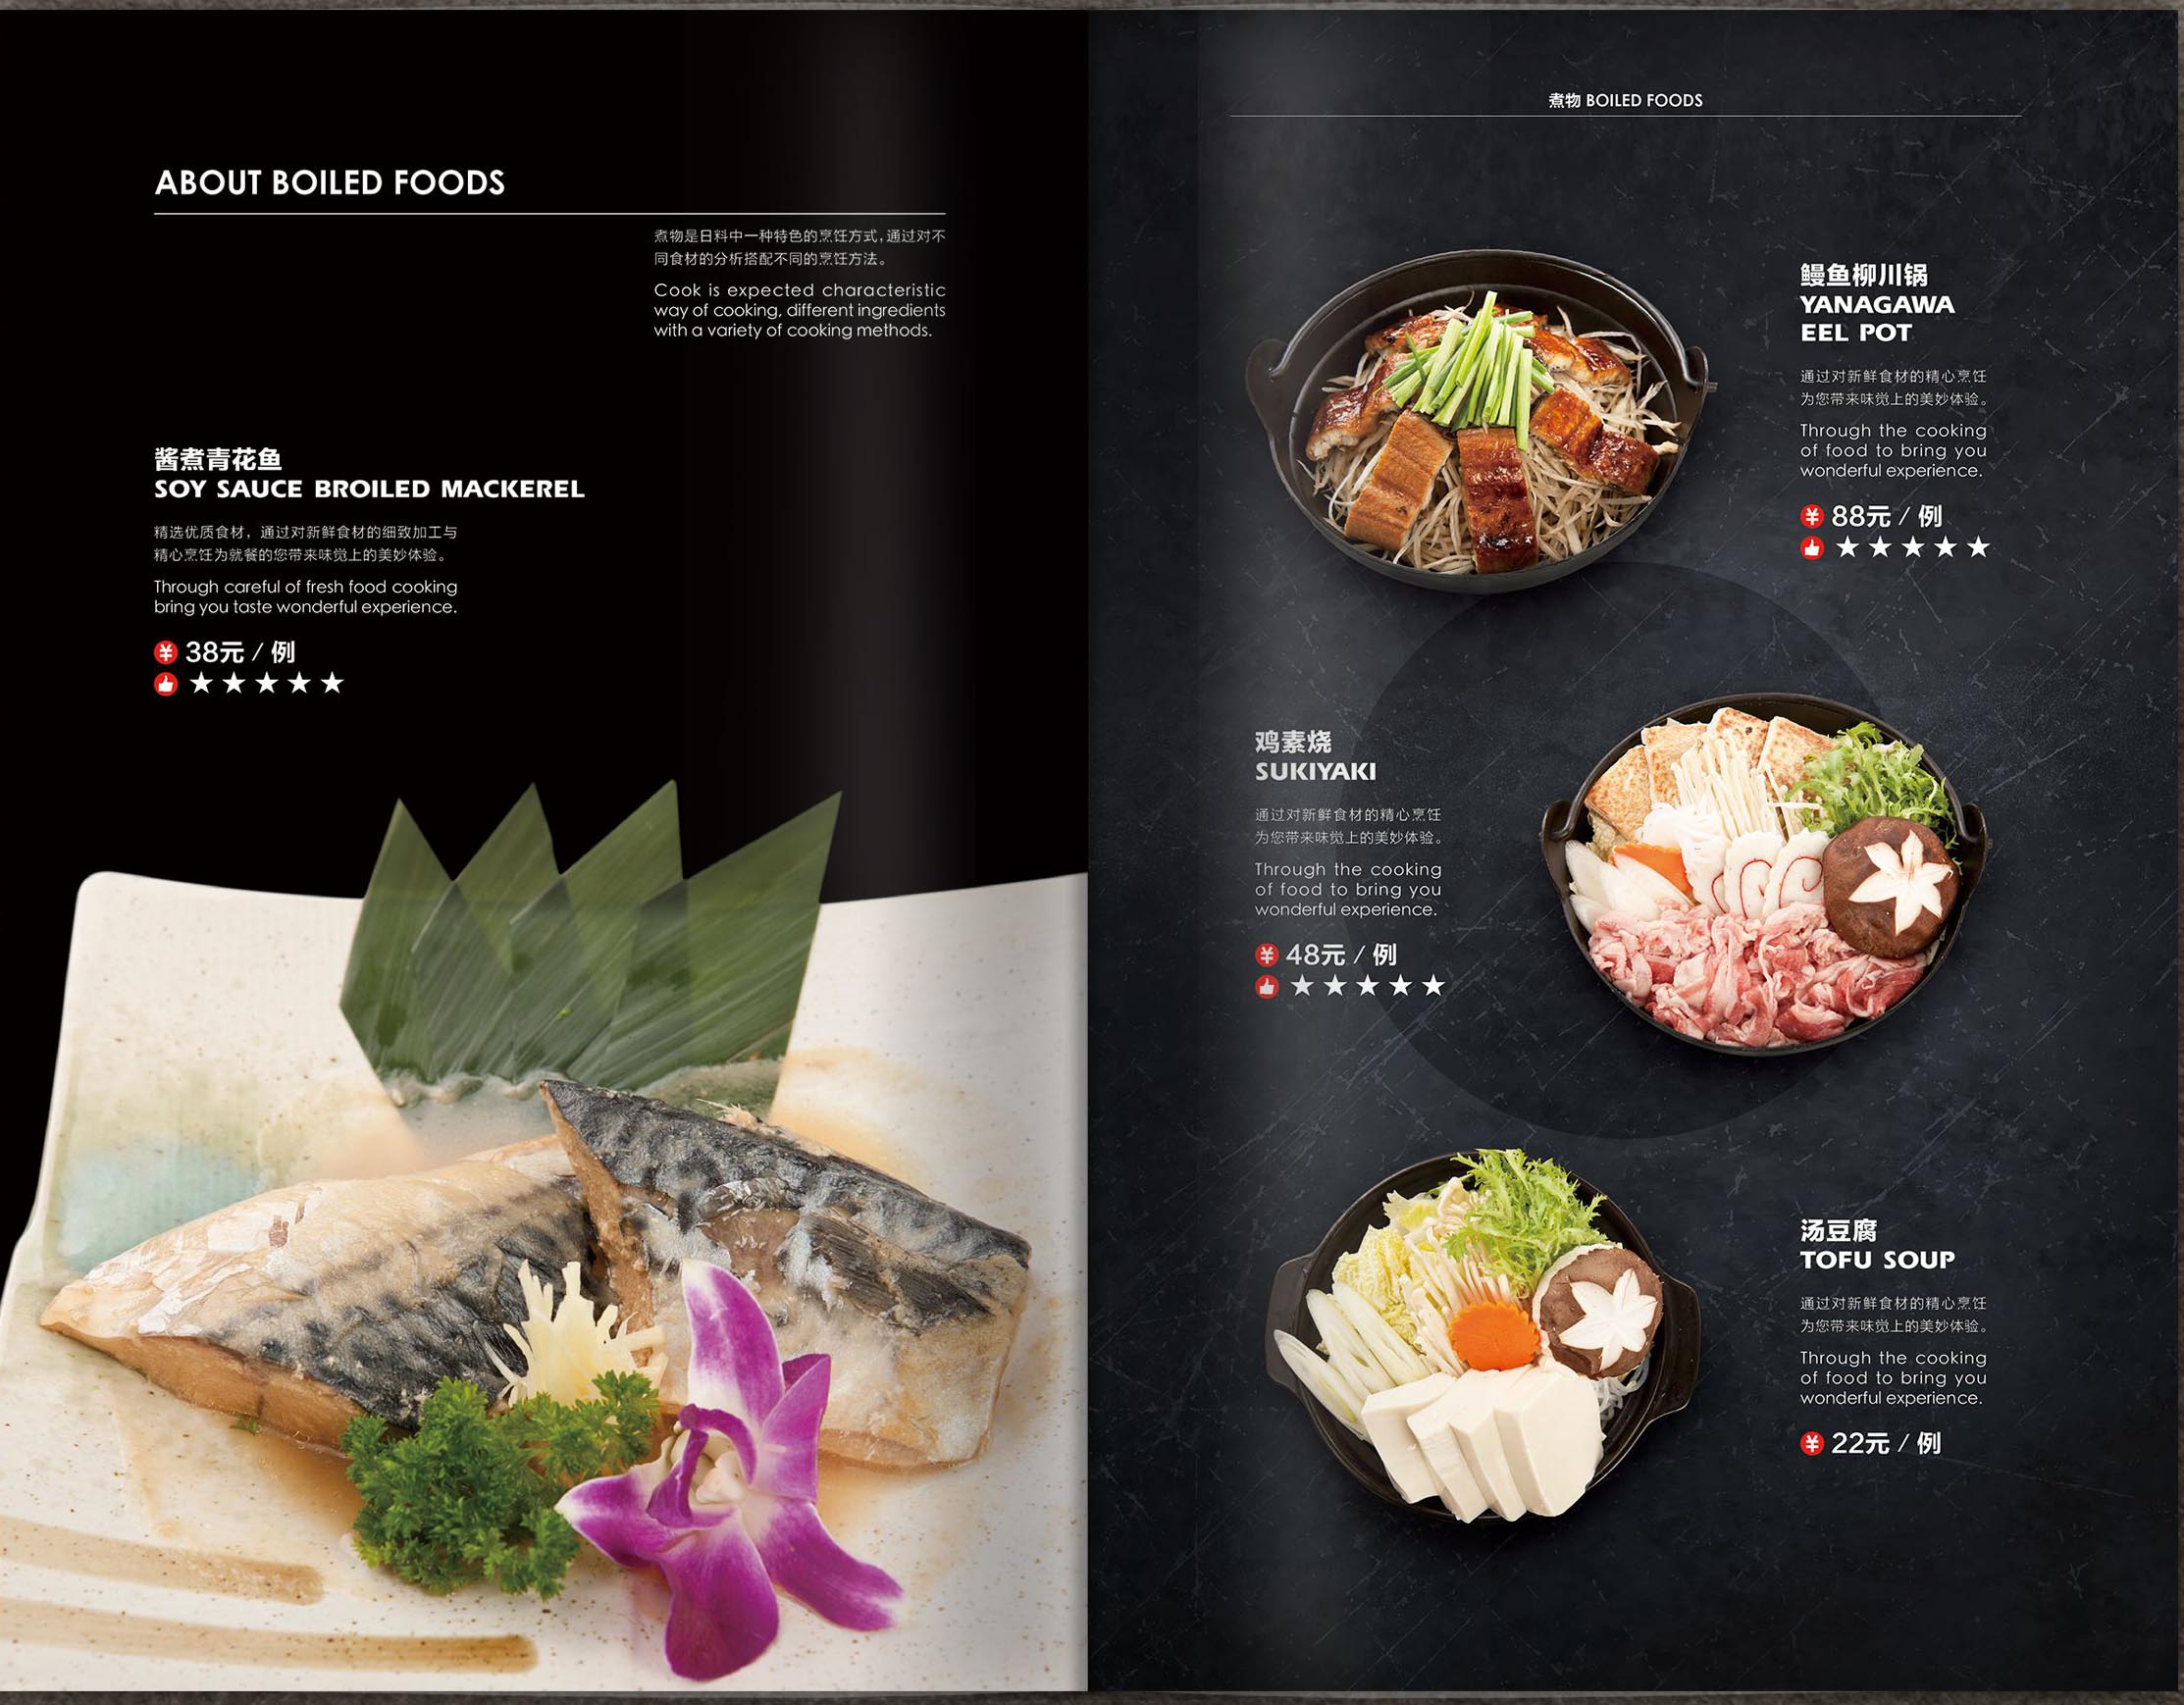 ABOUT BOILED FOODS
煮物是日料中一种特色的烹饪方式，通过对不
同食材的分析搭配不同的烹饪方法。
Cook is expected characteristic
way of cooking, different ingredients
with a variety of cooking methods.
酱煮青花鱼
SOY SAUCE BROILED MACKEREL
精选优质食材，通过对新鲜食材的细致加工与
精心烹饪为就餐的您带来味觉上的美妙体验。
Through careful of fresh food cooking
bring you taste wonderful experience.
¥ 38元 / 例
★ ★ ★ ★ ★
煮物 BOILED FOODS
鳗鱼柳川锅
YANAGAWA
EEL POT
通过对新鲜食材的精心烹饪
为您带来味觉上的美妙体验。
Through the cooking
of food to bring you
wonderful experience.
¥ 88元 / 例
★ ★ ★ ★ ★
鸡素烧
SUKIYAKI
通过对新鲜食材的精心烹饪
为您带来味觉上的美妙体验。
Through the cooking
of food to bring you
wonderful experience.
¥ 48元 / 例
★ ★ ★ ★ ★
汤豆腐
TOFU SOUP
通过对新鲜食材的精心烹饪
为您带来味觉上的美妙体验。
Through the cooking
of food to bring you
wonderful experience.
¥ 22元 / 例